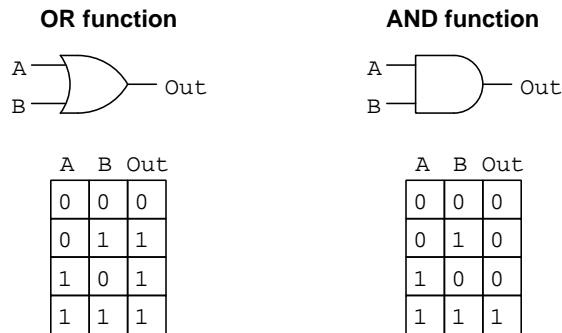 OR function
A
B
Out
A B Out
0 0 0
0 1 1
1 0 1
1 1 1
AND function
A
B
Out
A B Out
0 0 0
0 1 0
1 0 0
1 1 1